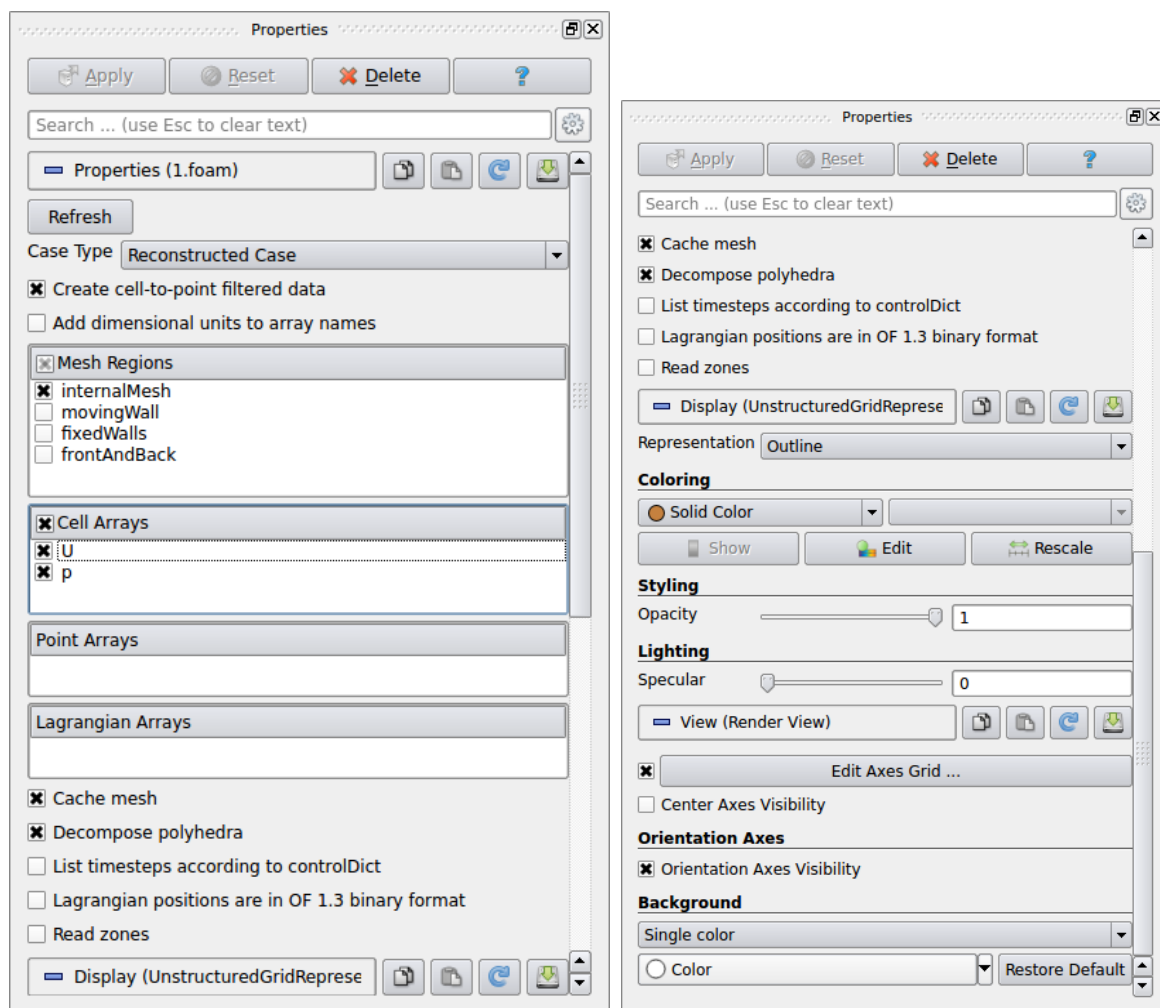 Properties
Apply Reset Delete ?
Search ... (use Esc to clear text)
Properties (1.foam)
Refresh
Case Type Reconstructed Case
Create cell-to-point filtered data
Add dimensional units to array names
Mesh Regions
internalMesh
movingWall
fixedWalls
frontAndBack
Cell Arrays
U
p
Point Arrays
Lagrangian Arrays
Cache mesh
Decompose polyhedra
List timesteps according to controlDict
Lagrangian positions are in OF 1.3 binary format
Read zones
Display (UnstructuredGridReprese
Properties
Apply Reset Delete ?
Search ... (use Esc to clear text)
Cache mesh
Decompose polyhedra
List timesteps according to controlDict
Lagrangian positions are in OF 1.3 binary format
Read zones
Display (UnstructuredGridReprese
Representation Outline
Coloring
Solid Color
Show Edit Rescale
Styling
Opacity 1
Lighting
Specular 0
View (Render View)
Edit Axes Grid ...
Center Axes Visibility
Orientation Axes
Orientation Axes Visibility
Background
Single color
Color Restore Default